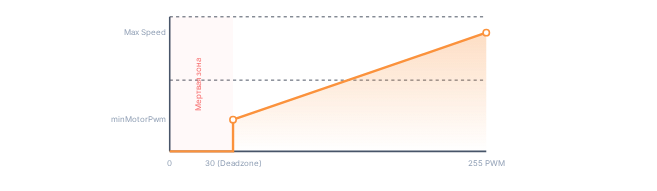 Max Speed
Мертвая зона
minMotorPwm
0
30 (Deadzone)
255 PWM